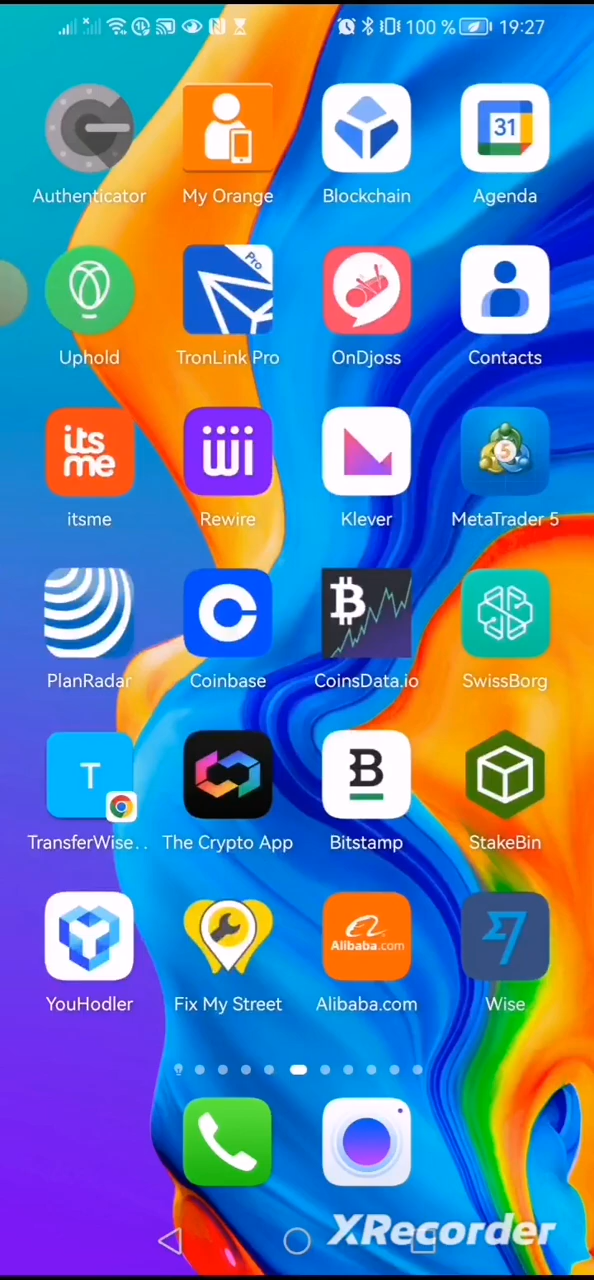 100 % 19:27
Authenticator My Orange Blockchain Agenda
31
Pro
Uphold TronLink Pro OnDjoss Contacts
its
me
wi
5
itsme Rewire Klever MetaTrader 5
PlanRadar Coinbase CoinsData.io SwissBorg
T
B
TransferWise.. The Crypto App Bitstamp StakeBin
Alibaba.com
YouHodler Fix My Street Alibaba.com Wise
XRecorder